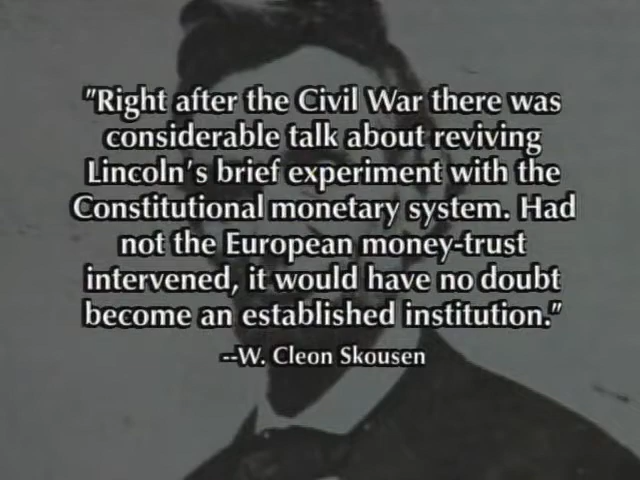 "Right after the Civil War there was
considerable talk about reviving
Lincoln's brief experiment with the
Constitutional monetary system. Had
not the European money-trust
intervened, it would have no doubt
become an established institution."
--W. Cleon Skousen